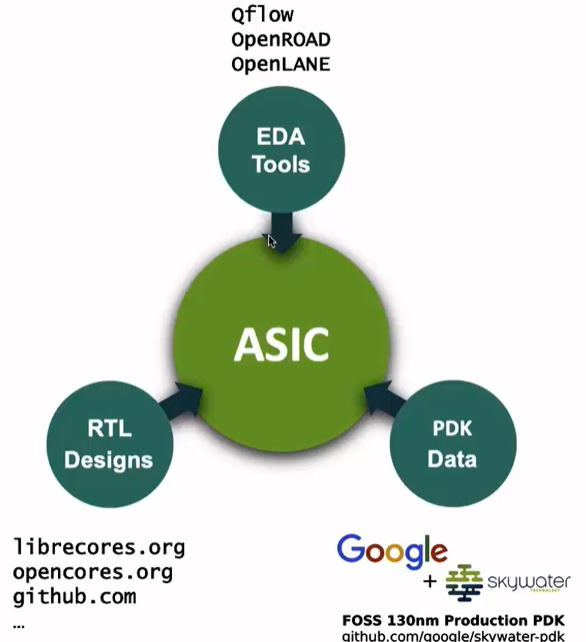 Qflow
OpenROAD
OpenLANE
EDA
Tools
ASIC
RTL
Designs
PDK
Data
librecores.org
opencores.org
github.com
...
Google
+
skywater
TECHNOLOGY
FOSS 130nm Production PDK
github.com/google/skywater-pdk